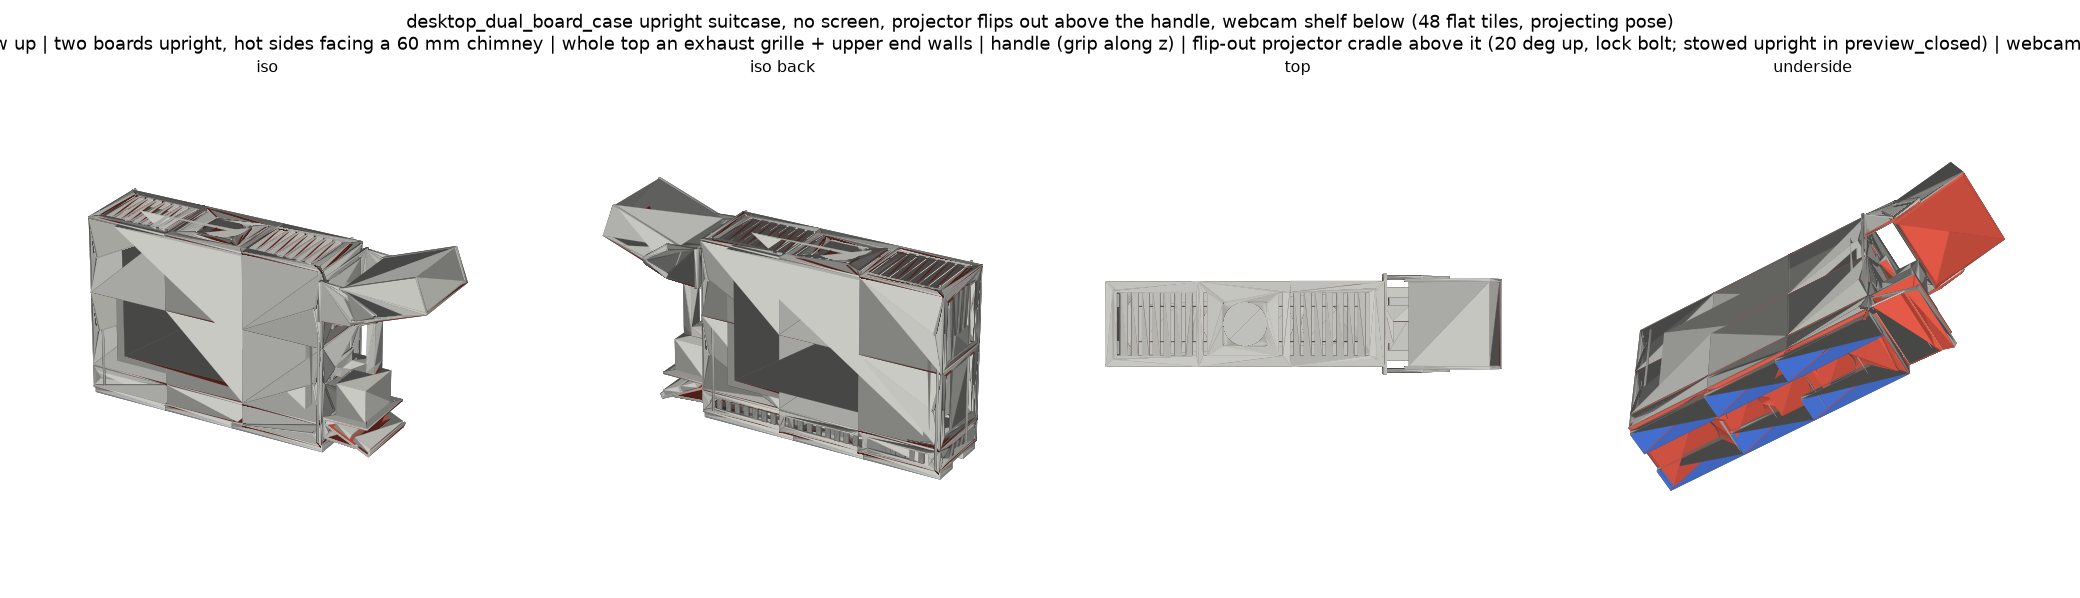 desktop_dual_board_case upright suitcase, no screen, projector flips out above the handle, webcam shelf below (48 flat tiles, projecting pose)
up | two boards upright, hot sides facing a 60 mm chimney | whole top an exhaust grille + upper end walls | handle (grip along z) | flip-out projector cradle above it (20 deg up, lock bolt; stowed upright in preview_closed) | webcam
iso
iso back
top
underside